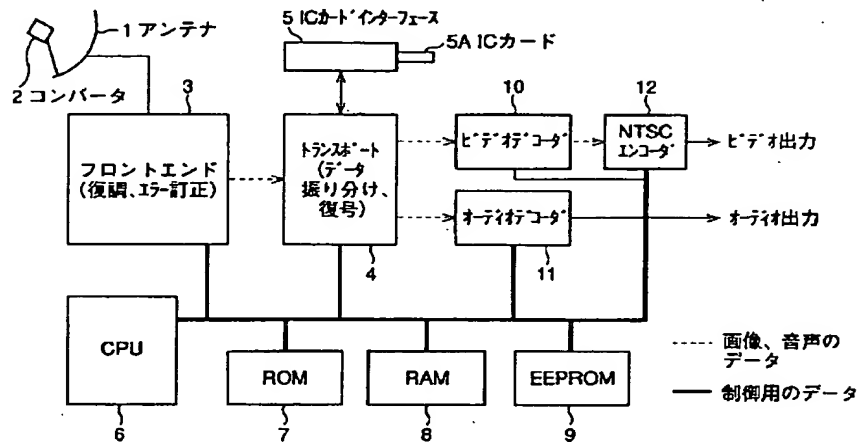 5 ICカードインターフェース
1 アンテナ
5A ICカード
2 コンバータ
3
10
12
フロントエンド
(復調、エラー訂正)
トランスポート
(データ
振り分け、
復号)
ビデオデコーダ
NTSC
エンコーダ
ビデオ出力
オーディオデコーダ
オーディオ出力
4
11
CPU
ROM
RAM
EEPROM
画像、音声の
データ
制御用のデータ
6
7
8
9